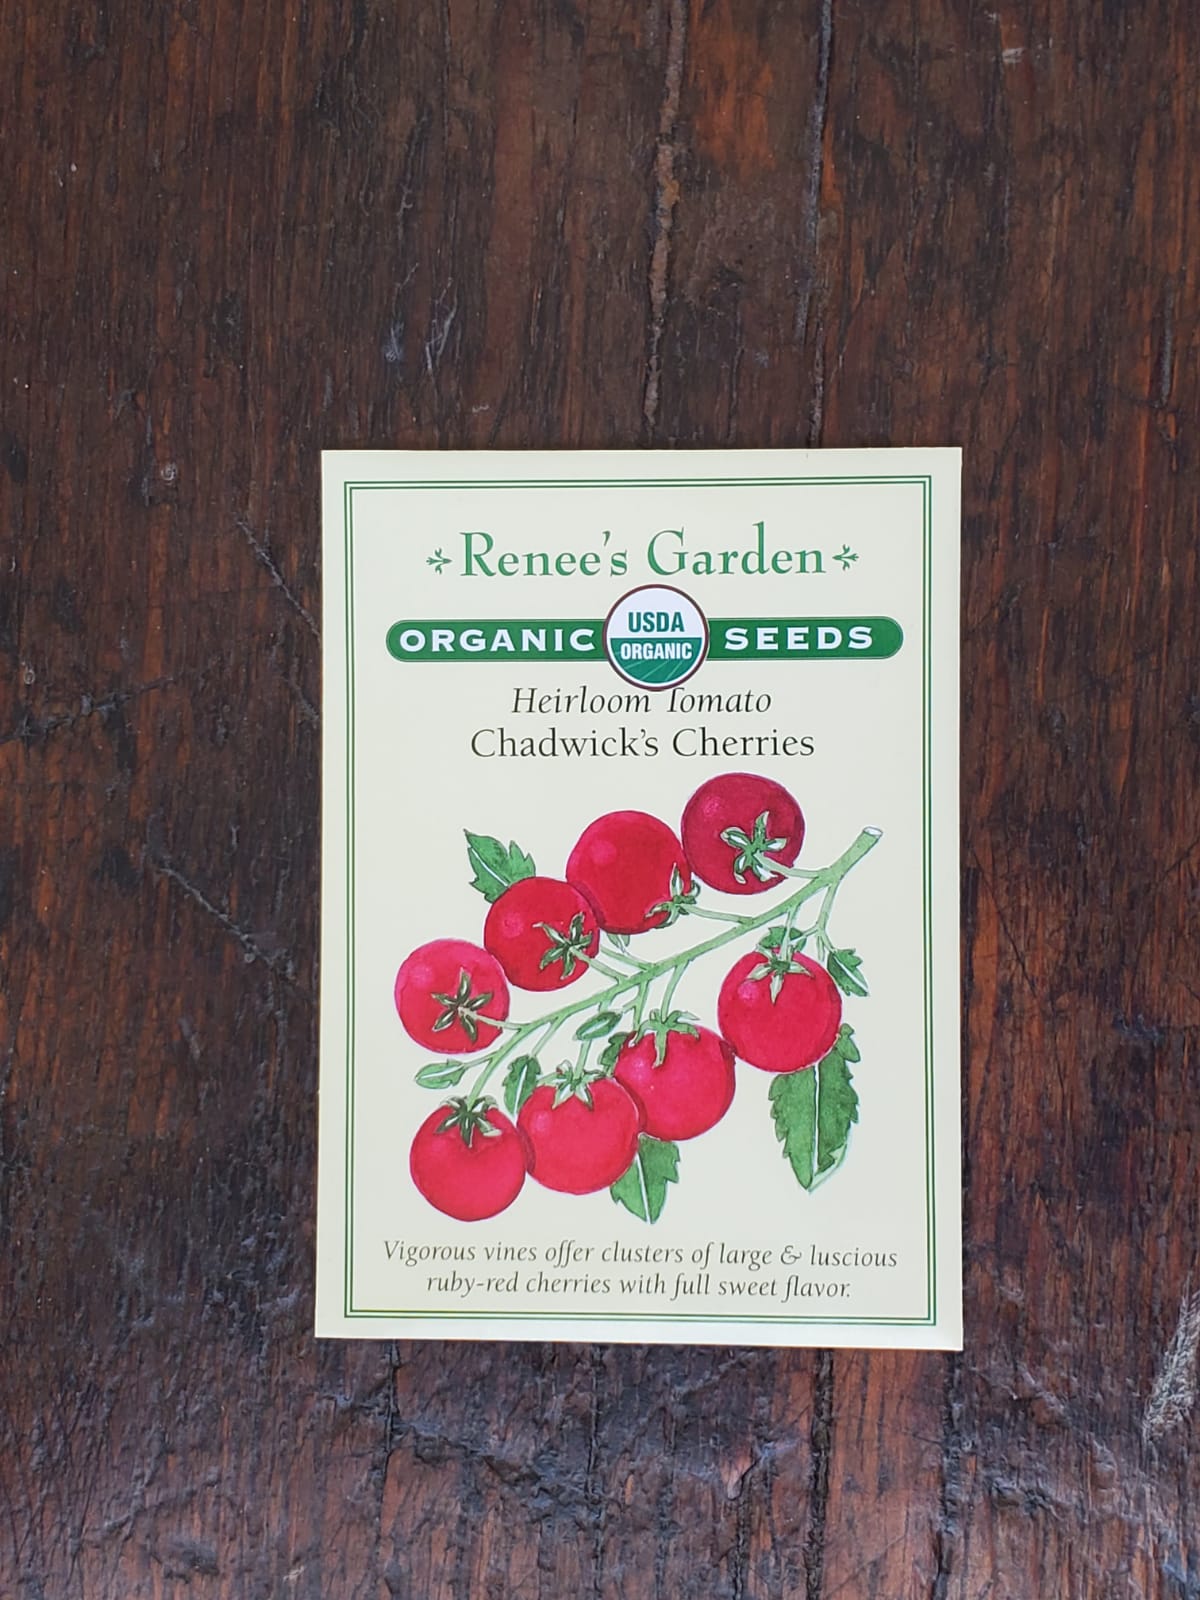 Renee's Garden
ORGANIC USDA ORGANIC SEEDS
Heirloom Tomato
Chadwick's Cherries
Vigorous vines offer clusters of large & luscious
ruby-red cherries with full sweet flavor.